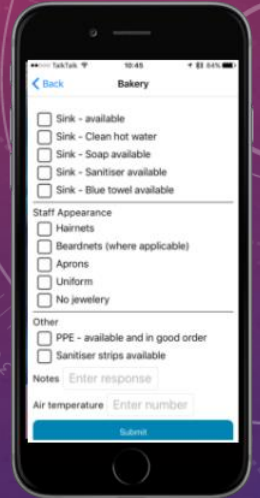 TalkTalk 10:45 84%
Back Bakery
Sink - available
Sink - Clean hot water
Sink - Soap available
Sink - Sanitiser available
Sink - Blue towel available
Staff Appearance
Hairnets
Beardnets (where applicable)
Aprons
Uniform
No jewelery
Other
PPE - available and in good order
Sanitiser strips available
Notes Enter response
Air temperature Enter number
Submit